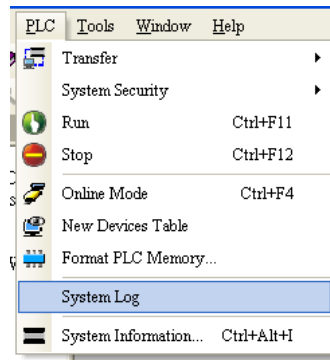 PLC Tools Window Help
Transfer
System Security
Run Ctrl+F11
Stop Ctrl+F12
Online Mode Ctrl+F4
New Devices Table
Format PLC Memory...
System Log
System Information... Ctrl+Alt+I